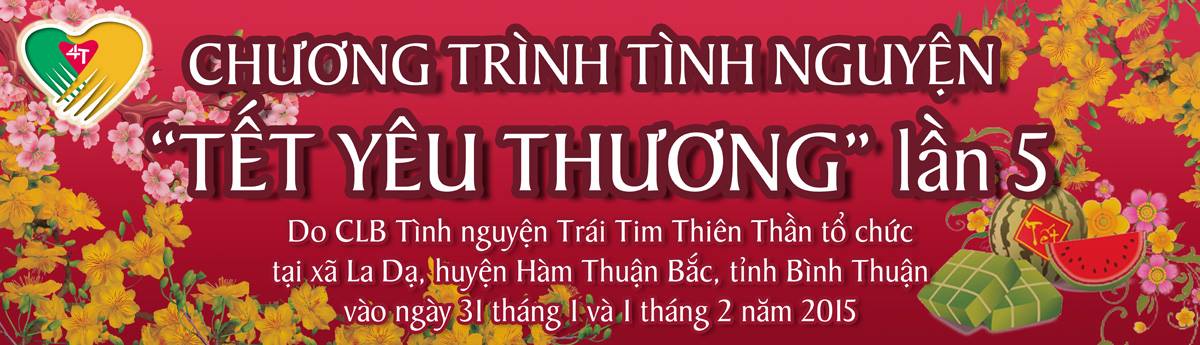 4T
CHƯƠNG TRÌNH TÌNH NGUYỆN
“TẾT YÊU THƯƠNG” lần 5
Do CLB Tình nguyện Trái Tim Thiên Thần tổ chức
tại xã La Dạ, huyện Hàm Thuận Bắc, tỉnh Bình Thuận
vào ngày 31 tháng 1 và 1 tháng 2 năm 2015
Tết